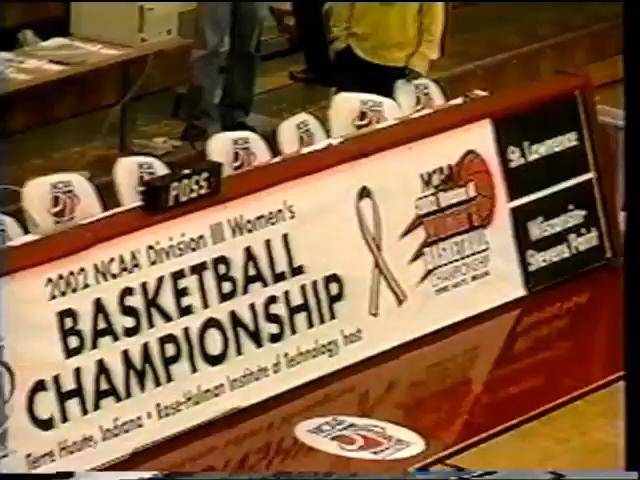 POSS.
2002 NCAA Division III Women's
BASKETBALL
CHAMPIONSHIP
Terre Haute, Indiana • Rose-Hulman Institute of Technology, host
NCAA
CHAMPIONSHIP
St. Lawrence
Wisconsin-
Stevens Point